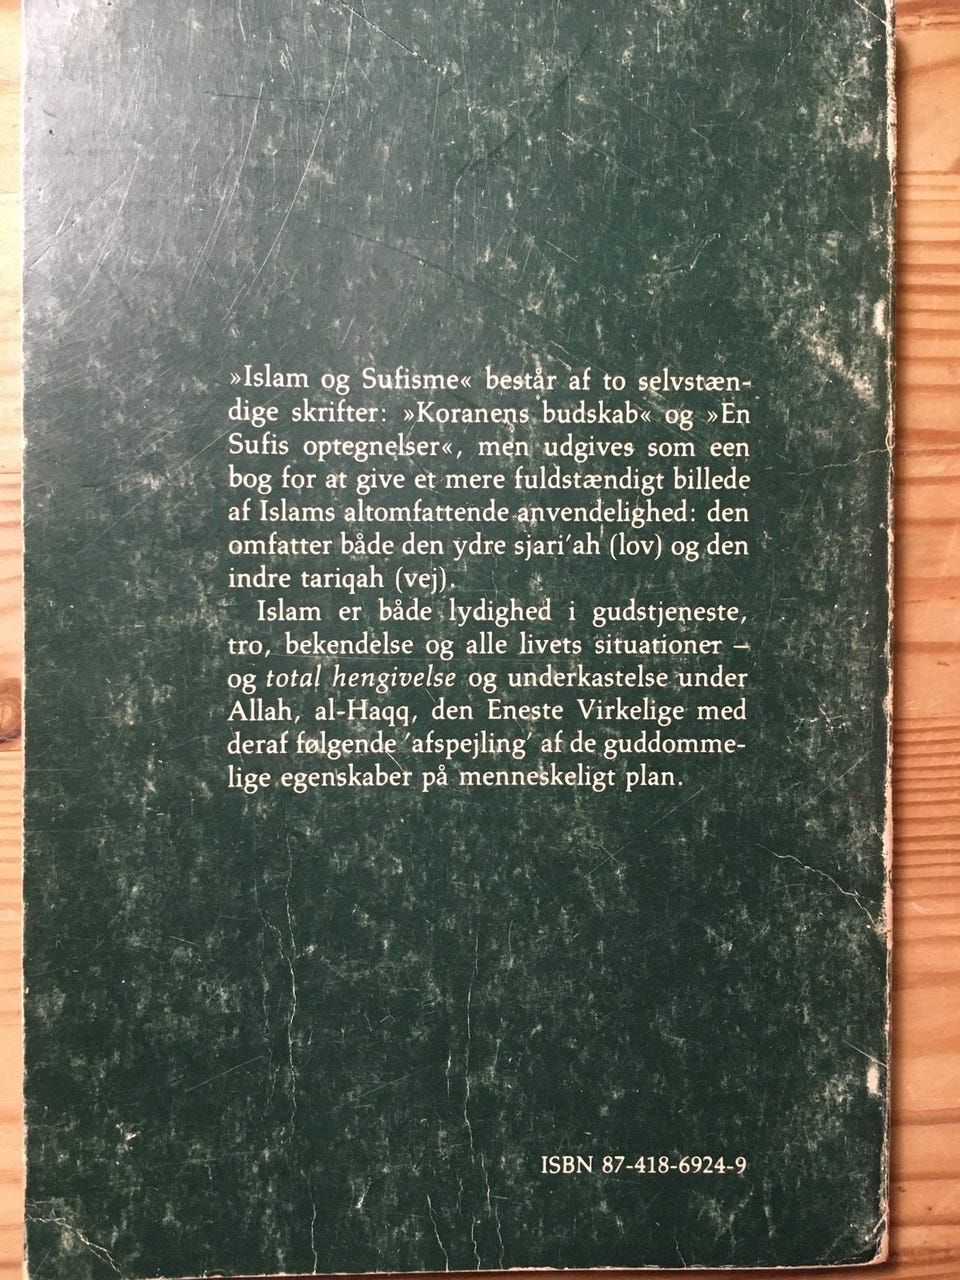 »Islam og Sufisme« består af to selvstæn-
dige skrifter: »Koranens budskab« og »En
Sufis optegnelser«, men udgives som een
bog for at give et mere fuldstændigt billede
af Islams altomfattende anvendelighed: den
omfatter både den ydre sjari'ah (lov) og den
indre tariqah (vej).
Islam er både lydighed i gudstjeneste,
tro, bekendelse og alle livets situationer –
og total hengivelse og underkastelse under
Allah, al-Haqq, den Eneste Virkelige med
deraf følgende 'afspejling' af de guddomme-
lige egenskaber på menneskeligt plan.
ISBN 87-418-6924-9